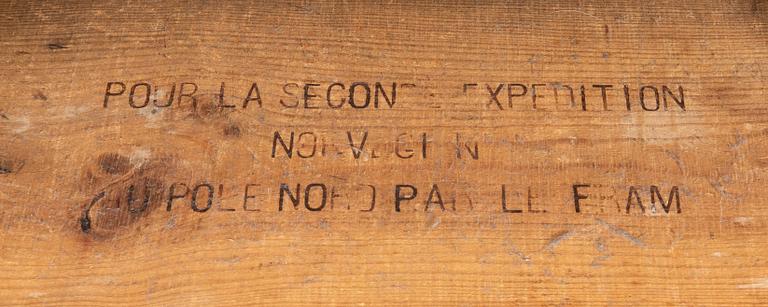 POUR LA SECONDE EXPEDITION
NORVEGIEN
AU POLE NORD PAR LE FRAM